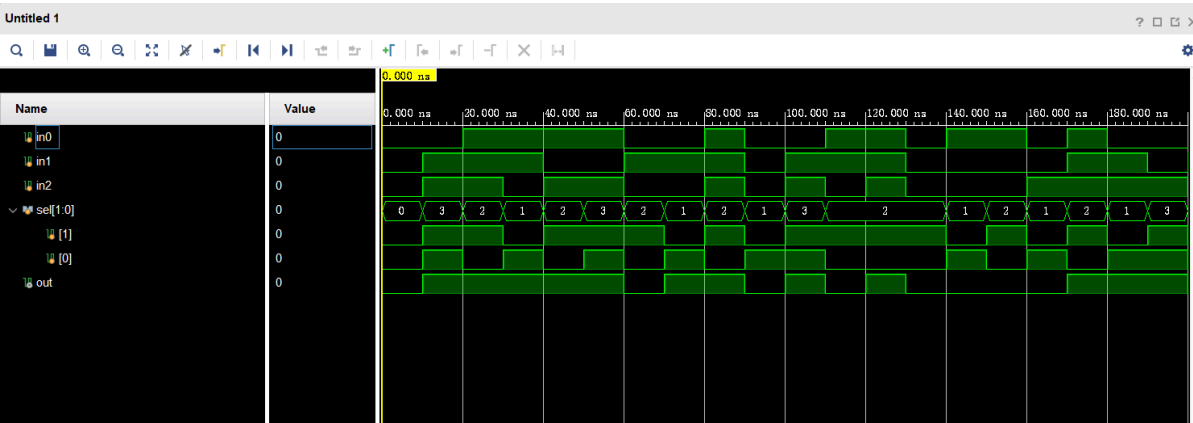 Untitled 1
?
0.000 ns
Name Value
0.000 ns 20.000 ns 40.000 ns 60.000 ns 80.000 ns 100.000 ns 120.000 ns 140.000 ns 160.000 ns 180.000 ns
in0 0
in1 0
in2 0
sel[1:0] 0 0 3 2 1 2 3 2 1 2 1 3 2 1 2 1 2 1 3
[1] 0
[0] 0
out 0